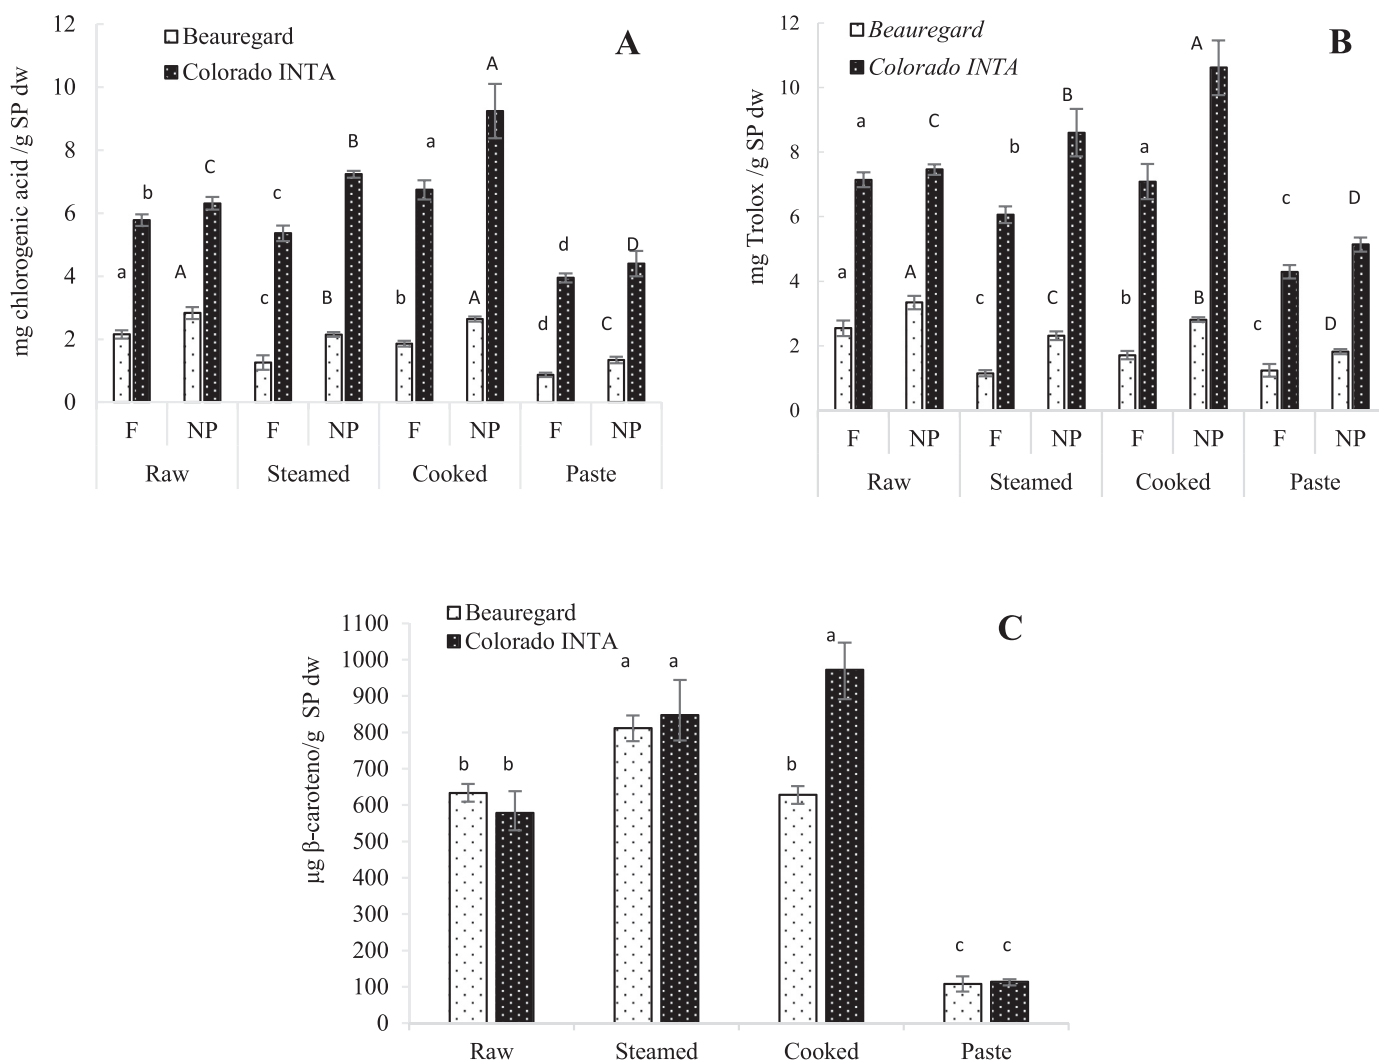 A
Beauregard
Colorado INTA
mg chlorogenic acid /g SP dw
12
10
8
6
4
2
0
a b A C c c B B b a A A d d C D
F NP F NP F NP F NP
Raw Steamed Cooked Paste
B
Beauregard
Colorado INTA
mg Trolox /g SP dw
12
10
8
6
4
2
0
a a A C c b C B b a B A c c D D
F NP F NP F NP F NP
Raw Steamed Cooked Paste
C
Beauregard
Colorado INTA
µg β-caroteno/g SP dw
1100
1000
900
800
700
600
500
400
300
200
100
0
b b a a b a c c
Raw Steamed Cooked Paste